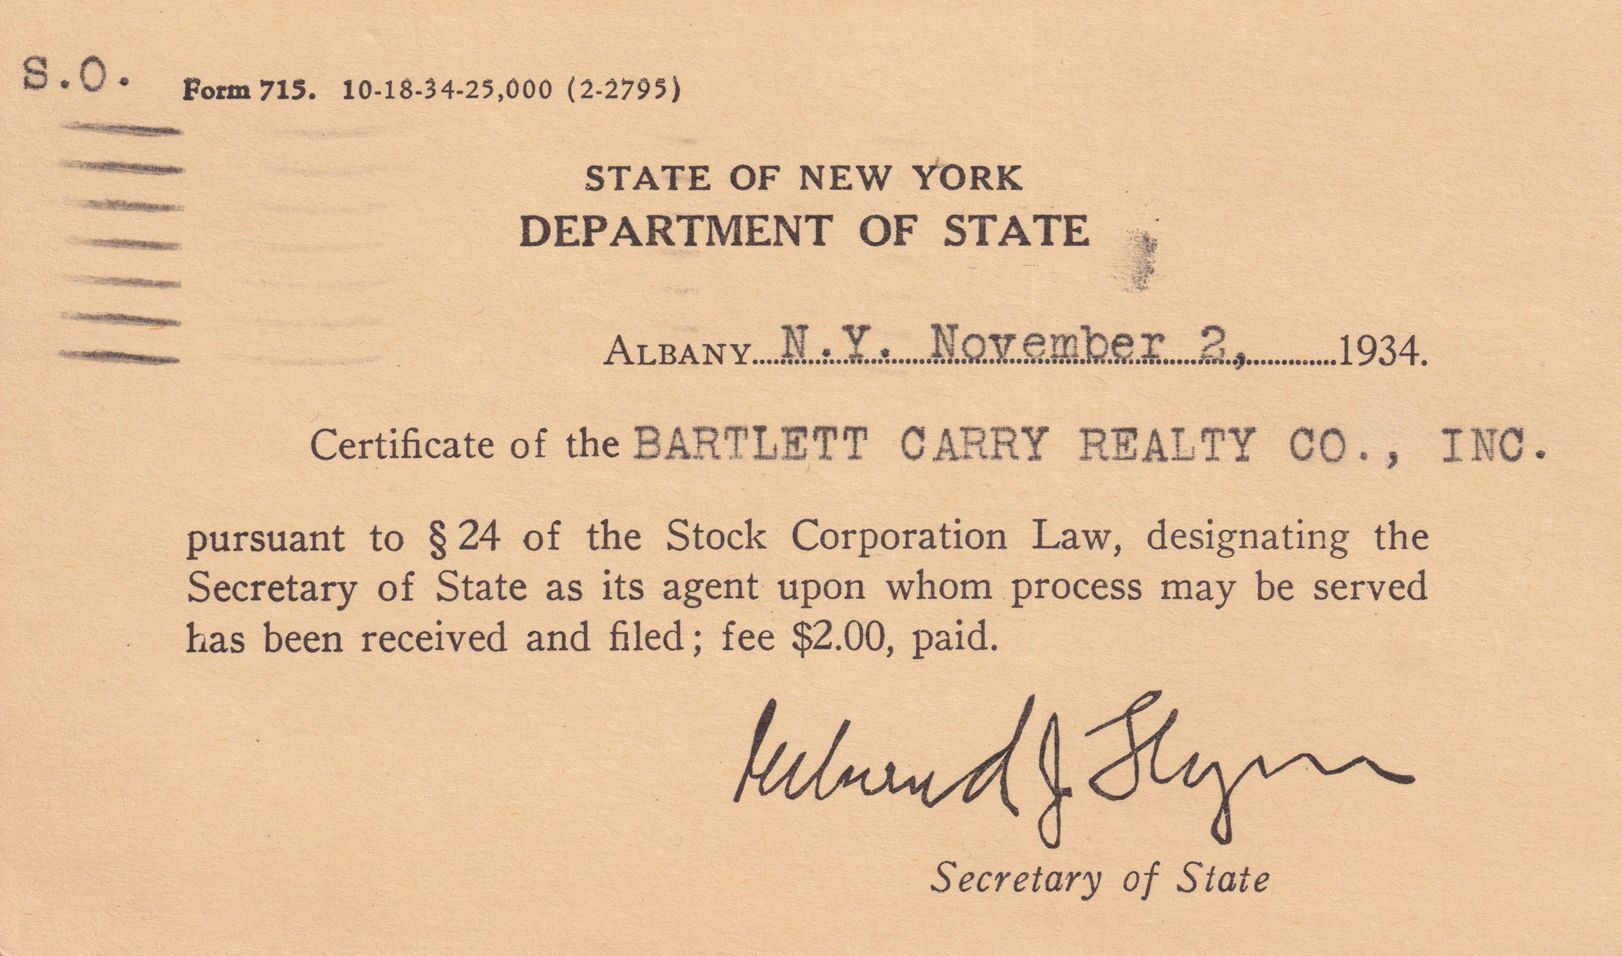 S.O. Form 715. 10-18-34-25,000 (2-2795)
STATE OF NEW YORK
DEPARTMENT OF STATE
ALBANY N.Y. November 2, 1934.
Certificate of the BARTLETT CARRY REALTY CO., INC.
pursuant to § 24 of the Stock Corporation Law, designating the
Secretary of State as its agent upon whom process may be served
has been received and filed; fee $2.00, paid.
Edward J. Flynn
Secretary of State